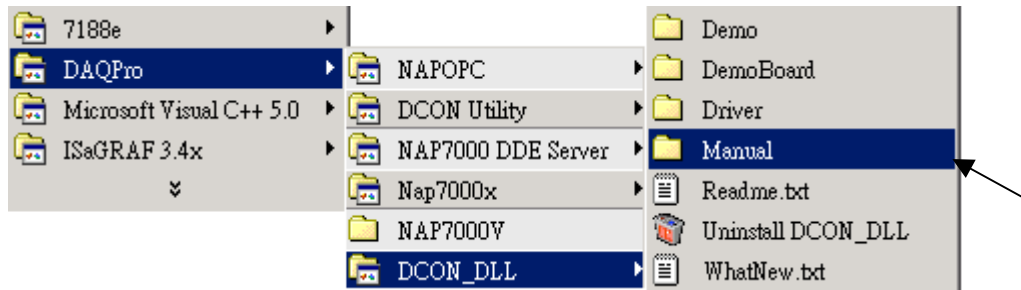 7188e
DAQPro
Microsoft Visual C++ 5.0
ISaGRAF 3.4x
NAPOPC
DCON Utility
NAP7000 DDE Server
Nap7000x
NAP7000V
DCON_DLL
Demo
DemoBoard
Driver
Manual
Readme.txt
Uninstall DCON_DLL
WhatNew.txt